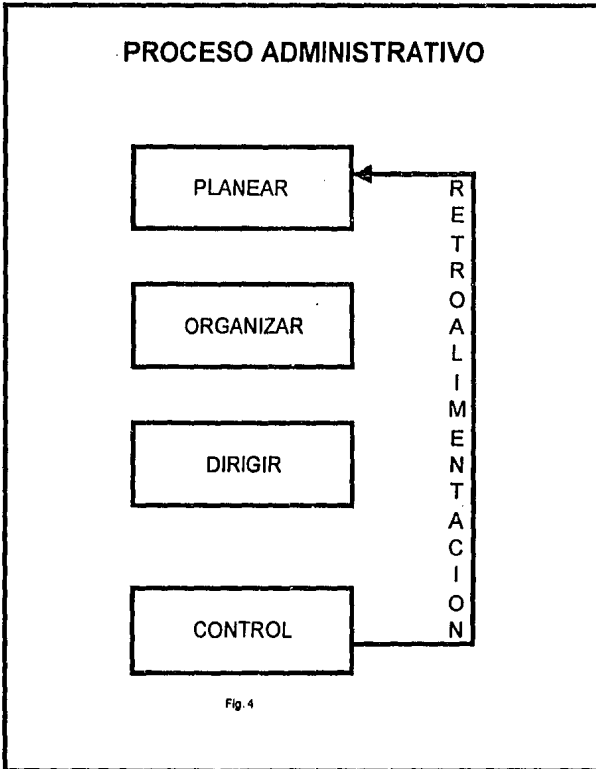 PROCESO ADMINISTRATIVO
PLANEAR
ORGANIZAR
DIRIGIR
CONTROL
RETROALIMENTACION
Fig. 4